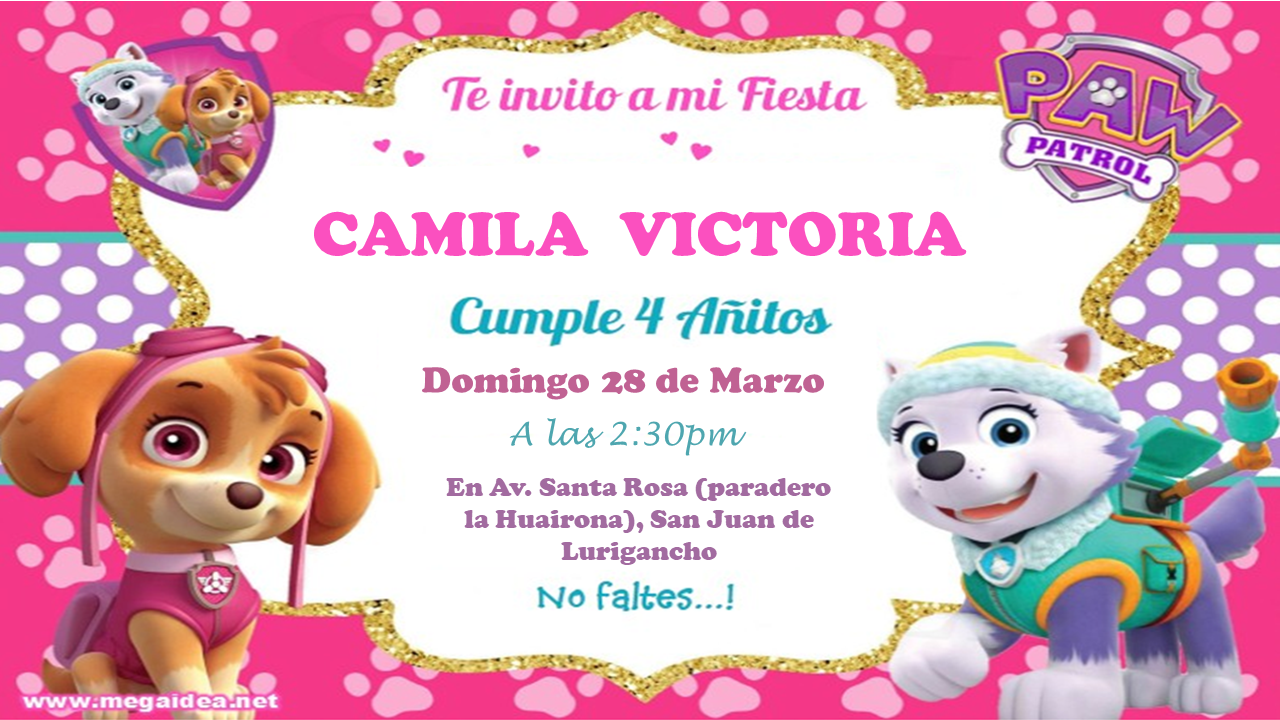 Te invito a mi Fiesta
PAW
PATROL
CAMILA VICTORIA
Cumple 4 Añitos
Domingo 28 de Marzo
A las 2:30pm
En Av. Santa Rosa (paradero
la Huairona), San Juan de
Lurigancho
No faltes...!
www.megaidea.net